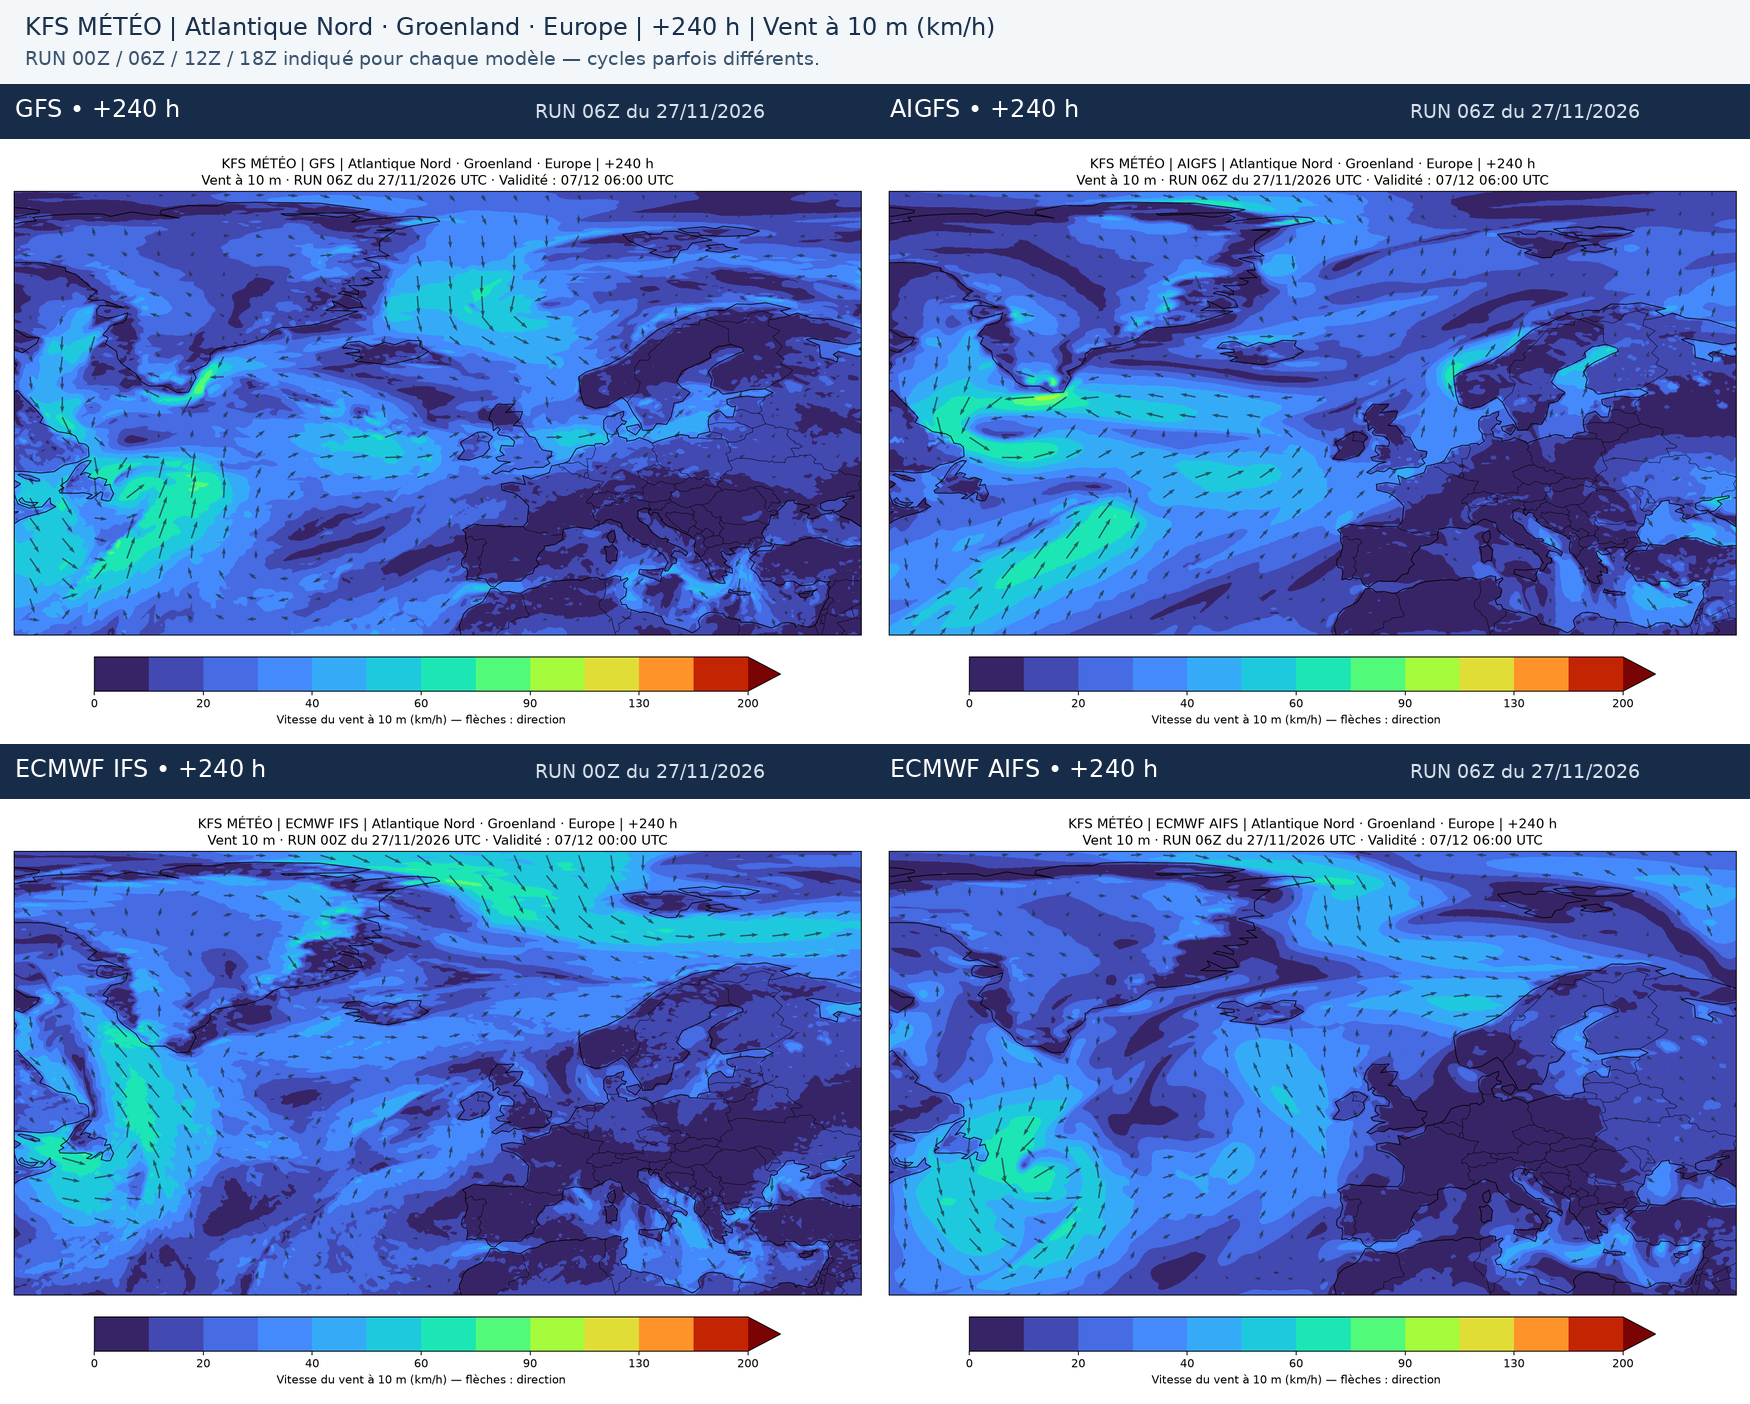 KFS MÉTÉO | Atlantique Nord · Groenland · Europe | +240 h | Vent à 10 m (km/h)
RUN 00Z / 06Z / 12Z / 18Z indiqué pour chaque modèle — cycles parfois différents.
GFS • +240 h
RUN 06Z du 27/11/2026
KFS MÉTÉO | GFS | Atlantique Nord · Groenland · Europe | +240 h
Vent à 10 m · RUN 06Z du 27/11/2026 UTC · Validité : 07/12 06:00 UTC
0 20 40 60 90 130 200
Vitesse du vent à 10 m (km/h) — flèches : direction
AIGFS • +240 h
RUN 06Z du 27/11/2026
KFS MÉTÉO | AIGFS | Atlantique Nord · Groenland · Europe | +240 h
Vent à 10 m · RUN 06Z du 27/11/2026 UTC · Validité : 07/12 06:00 UTC
0 20 40 60 90 130 200
Vitesse du vent à 10 m (km/h) — flèches : direction
ECMWF IFS • +240 h
RUN 00Z du 27/11/2026
KFS MÉTÉO | ECMWF IFS | Atlantique Nord · Groenland · Europe | +240 h
Vent 10 m · RUN 00Z du 27/11/2026 UTC · Validité : 07/12 00:00 UTC
0 20 40 60 90 130 200
Vitesse du vent à 10 m (km/h) — flèches : direction
ECMWF AIFS • +240 h
RUN 06Z du 27/11/2026
KFS MÉTÉO | ECMWF AIFS | Atlantique Nord · Groenland · Europe | +240 h
Vent 10 m · RUN 06Z du 27/11/2026 UTC · Validité : 07/12 06:00 UTC
0 20 40 60 90 130 200
Vitesse du vent à 10 m (km/h) — flèches : direction